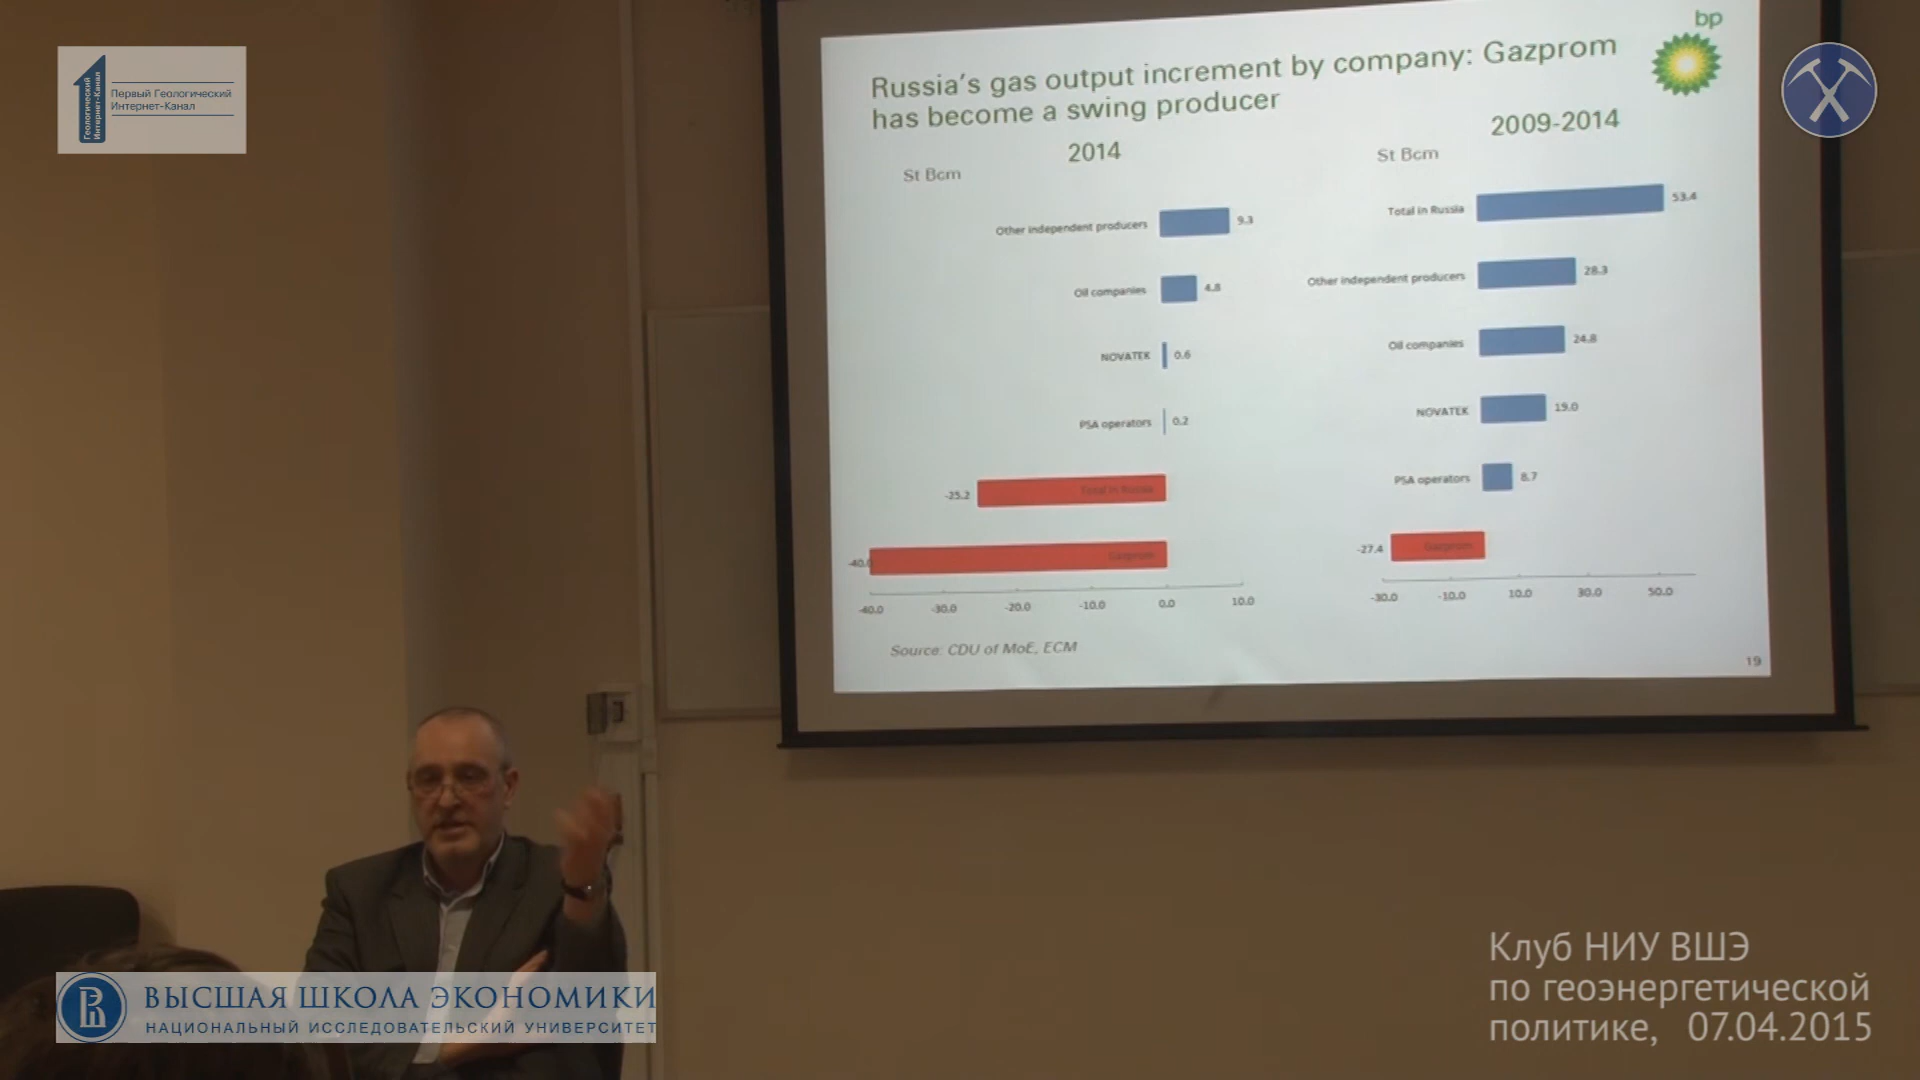 Геологический
Интернет-Канал
Первый Геологический
Интернет-Канал
bp
Russia's gas output increment by company: Gazprom
has become a swing producer
2014
St Bcm
Other independent producers 9.3
Oil companies 4.8
NOVATEK 0.6
PSA operators 0.2
-25.2 Total in Russia
-40.0 Gazprom
-40.0 -30.0 -20.0 -10.0 0.0 10.0
2009-2014
St Bcm
Total in Russia 53.4
Other independent producers 28.3
Oil companies 24.8
NOVATEK 19.0
PSA operators 8.7
-27.4 Gazprom
-30.0 -10.0 10.0 30.0 50.0
Source: CDU of MoE, ECM
19
ВЫСШАЯ ШКОЛА ЭКОНОМИКИ
НАЦИОНАЛЬНЫЙ ИССЛЕДОВАТЕЛЬСКИЙ УНИВЕРСИТЕТ
Клуб НИУ ВШЭ
по геоэнергетической
политике, 07.04.2015